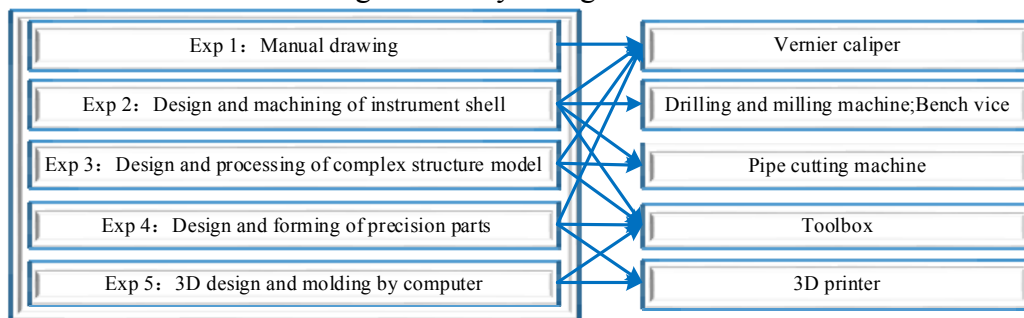 Exp 1：Manual drawing
Vernier caliper
Exp 2：Design and machining of instrument shell
Drilling and milling machine;Bench vice
Exp 3：Design and processing of complex structure model
Pipe cutting machine
Exp 4：Design and forming of precision parts
Toolbox
Exp 5：3D design and molding by computer
3D printer